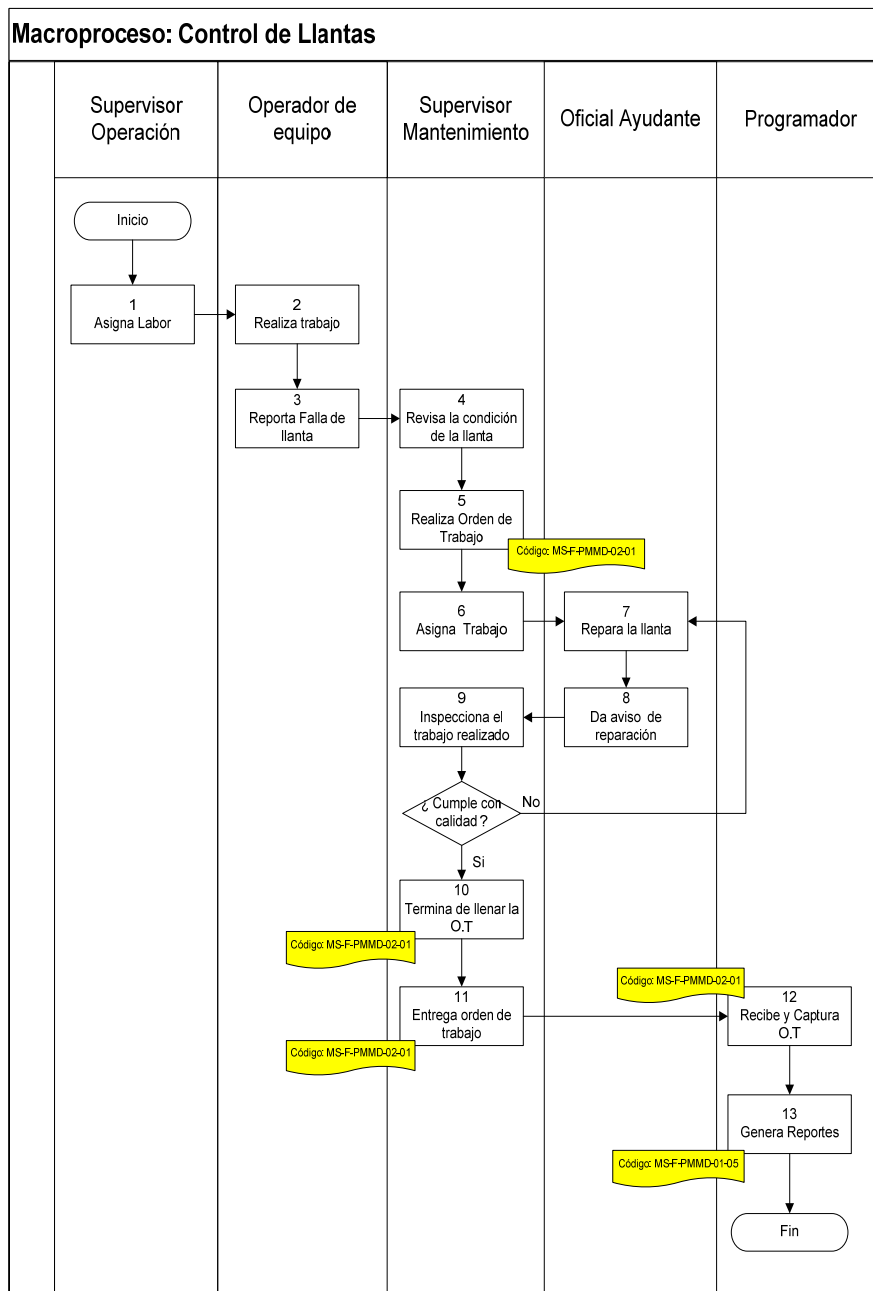 Macroproceso: Control de Llantas
Supervisor
Operación
Operador de
equipo
Supervisor
Mantenimiento
Oficial Ayudante
Programador
Inicio
1
Asigna Labor
2
Realiza trabajo
3
Reporta Falla de
llanta
4
Revisa la condición
de la llanta
5
Realiza Orden de
Trabajo
Código: MS-F-PMMD-02-01
6
Asigna Trabajo
7
Repara la llanta
8
Da aviso de
reparación
9
Inspecciona el
trabajo realizado
¿ Cumple con
calidad ?
No
Si
10
Termina de llenar la
O.T
Código: MS-F-PMMD-02-01
11
Entrega orden de
trabajo
Código: MS-F-PMMD-02-01
Código: MS-F-PMMD-02-01
12
Recibe y Captura
O.T
13
Genera Reportes
Código: MS-F-PMMD-01-05
Fin